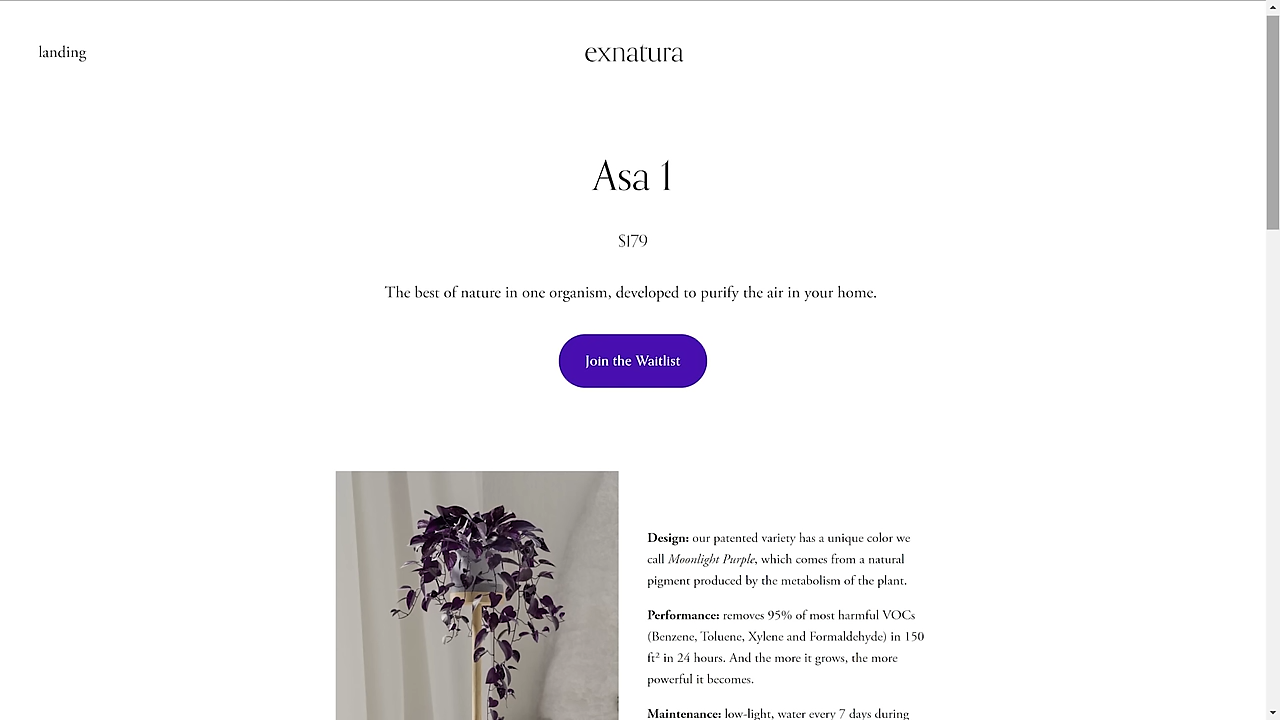 landing
exnatura
Asa 1
$179
The best of nature in one organism, developed to purify the air in your home.
Join the Waitlist
Design: our patented variety has a unique color we
call Moonlight Purple, which comes from a natural
pigment produced by the metabolism of the plant.
Performance: removes 95% of most harmful VOCs
(Benzene, Toluene, Xylene and Formaldehyde) in 150
ft² in 24 hours. And the more it grows, the more
powerful it becomes.
Maintenance: low-light, water every 7 days during